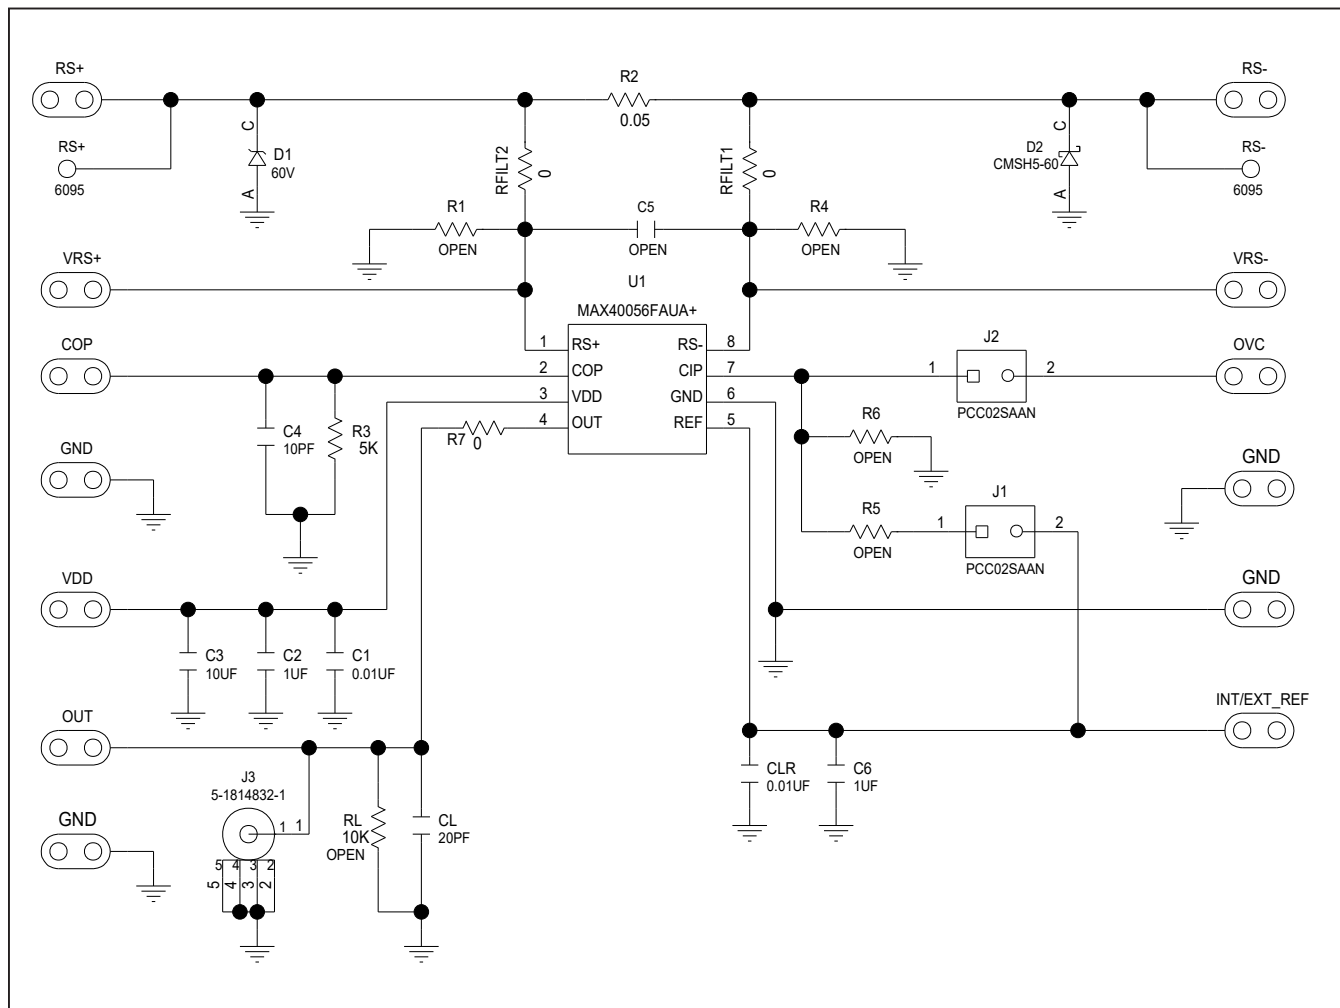 RS+
R2
0.05
RS-
RS+
6095
C
D1
60V
A
RFILT2
0
RFILT1
0
C
D2
CMSH5-60
A
RS-
6095
R1
OPEN
C5
OPEN
R4
OPEN
VRS+
U1
MAX40056FAUA+
VRS-
COP
1
RS+
RS-
8
2
COP
CIP
7
3
VDD
GND
6
4
OUT
REF
5
J2
1
2
PCC02SAAN
OVC
C4
10PF
R3
5K
R7
0
R6
OPEN
GND
GND
R5
OPEN
J1
1
2
PCC02SAAN
VDD
GND
C3
10UF
C2
1UF
C1
0.01UF
OUT
INT/EXT_REF
J3
5-1814832-1
1
1
5
4
3
2
5
4
3
2
RL
10K
OPEN
CL
20PF
CLR
0.01UF
C6
1UF
GND